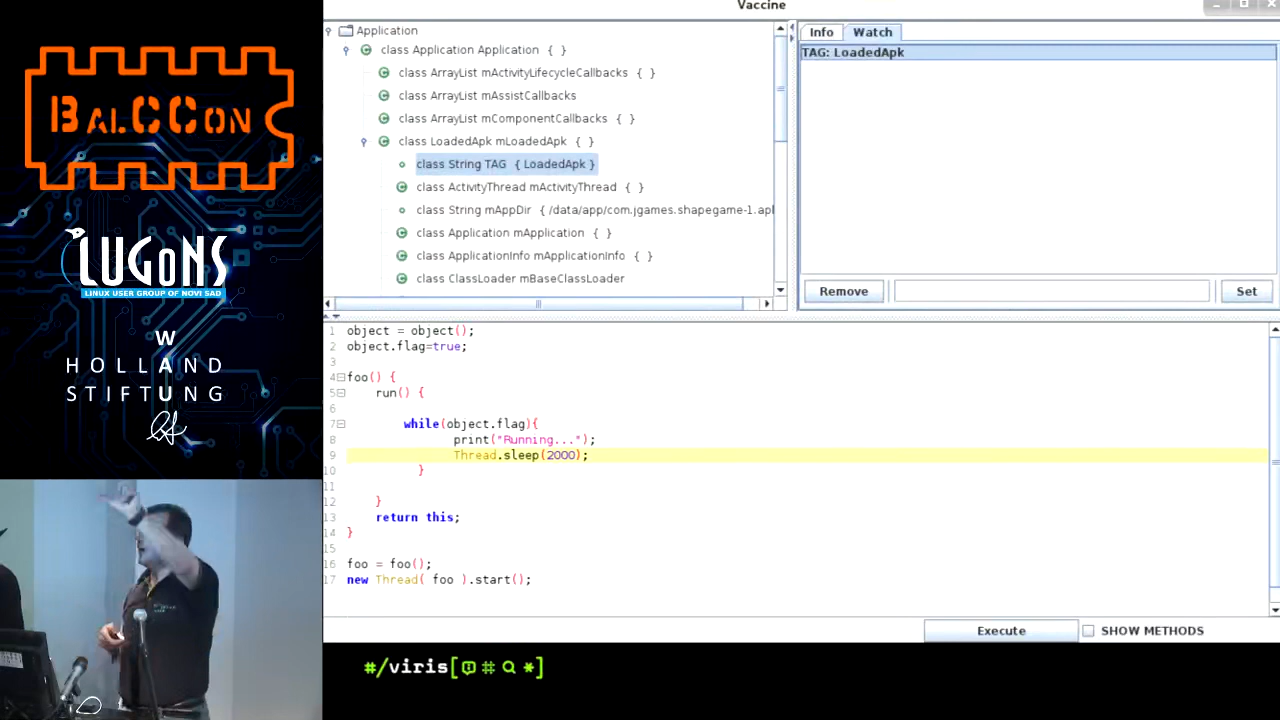 BALCCON
LUGoNS
LINUX USER GROUP OF NOVI SAD
W
HOLLAND
STIFTUNG
Vaccine
Application
class Application Application { }
class ArrayList mActivityLifecycleCallbacks { }
class ArrayList mAssistCallbacks
class ArrayList mComponentCallbacks { }
class LoadedApk mLoadedApk { }
class String TAG { LoadedApk }
class ActivityThread mActivityThread { }
class String mAppDir { /data/app/com.jgames.shapegame-1.apl
class Application mApplication { }
class ApplicationInfo mApplicationInfo { }
class ClassLoader mBaseClassLoader
Info Watch
TAG: LoadedApk
Remove Set
1 object = object();
2 object.flag=true;
3
4 foo() {
5 run() {
6
7 while(object.flag){
8 print("Running...");
9 Thread.sleep(2000);
10 }
11
12 }
13 return this;
14 }
15
16 foo = foo();
17 new Thread( foo ).start();
Execute SHOW METHODS
#/viris[